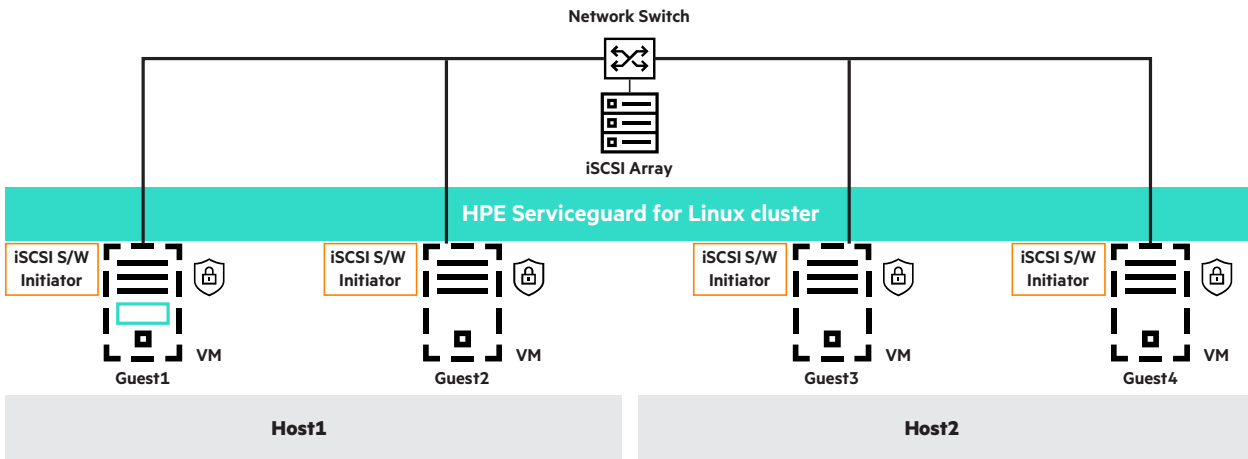 Network Switch
iSCSI Array
HPE Serviceguard for Linux cluster
iSCSI S/W
Initiator
VM
Guest1
iSCSI S/W
Initiator
VM
Guest2
iSCSI S/W
Initiator
VM
Guest3
iSCSI S/W
Initiator
VM
Guest4
Host1
Host2